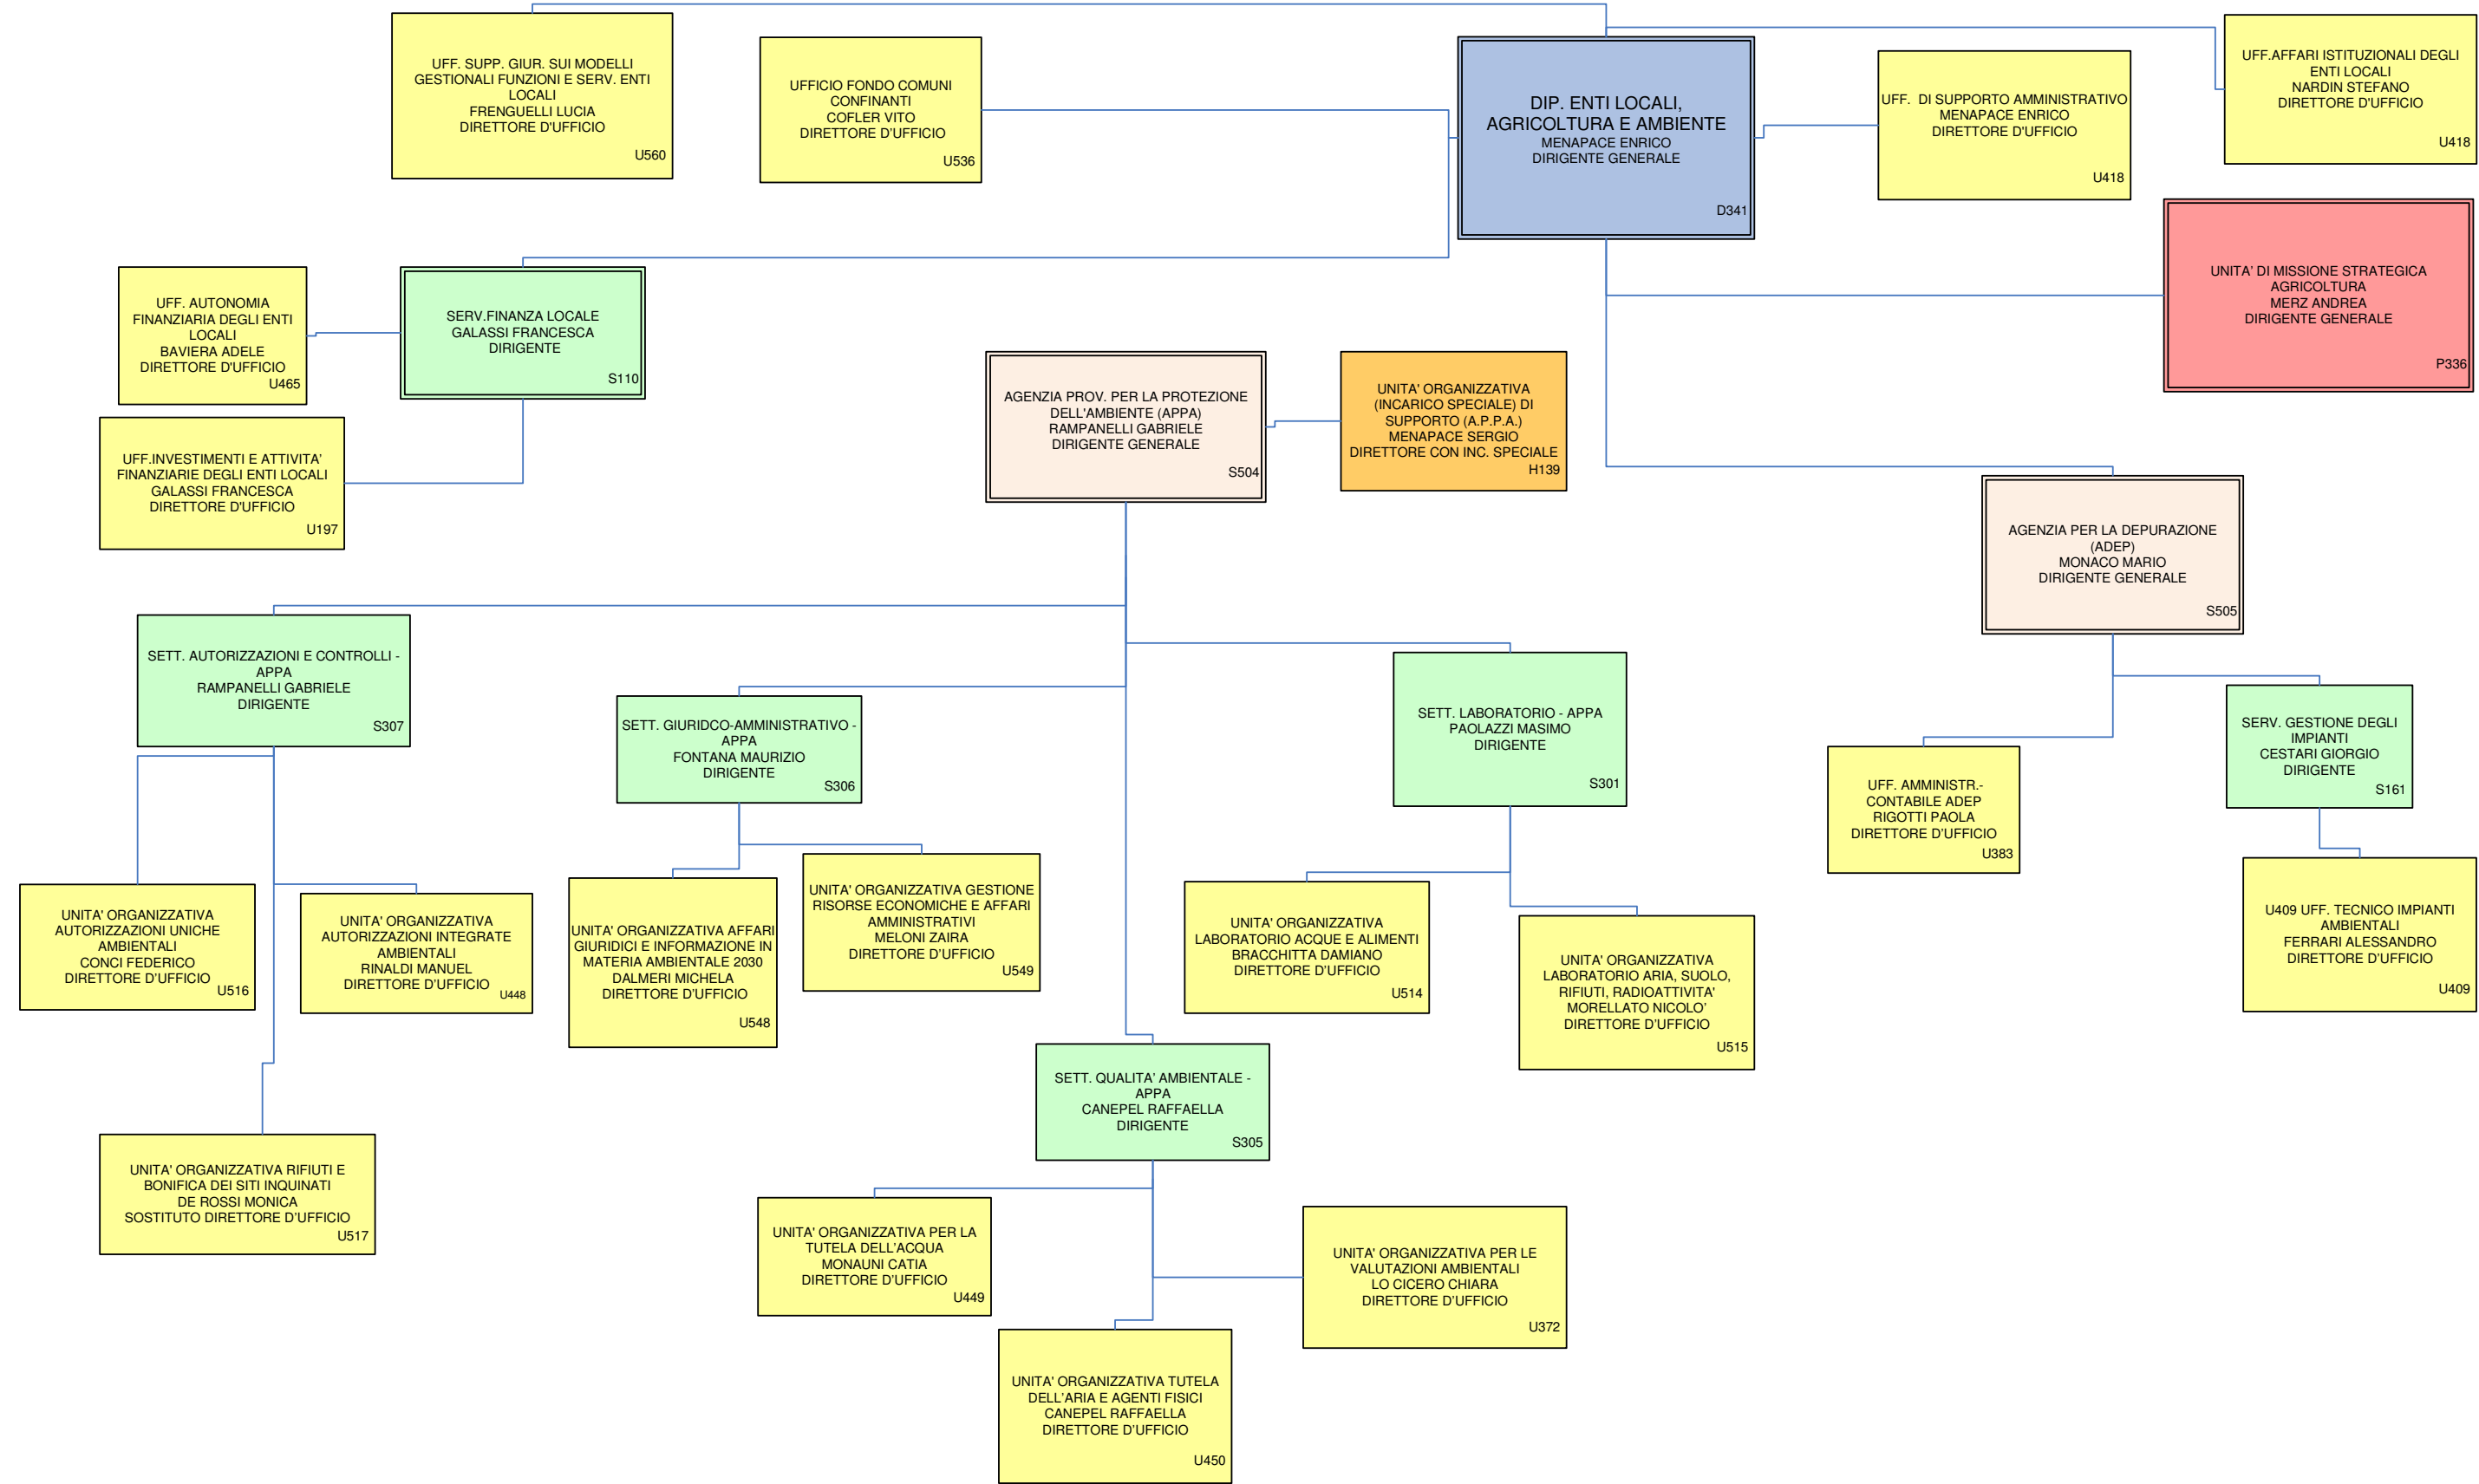 UFF. SUPP. GIUR. SUI MODELLI
GESTIONALI FUNZIONI E SERV. ENTI
LOCALI
FRENGUELLI LUCIA
DIRETTORE D'UFFICIO
U560
UFFICIO FONDO COMUNI
CONFINANTI
COFLER VITO
DIRETTORE D'UFFICIO
U536
DIP. ENTI LOCALI,
AGRICOLTURA E AMBIENTE
MENAPACE ENRICO
DIRIGENTE GENERALE
D341
UFF.  DI SUPPORTO AMMINISTRATIVO
MENAPACE ENRICO
DIRETTORE D'UFFICIO
U418
UFF.AFFARI ISTITUZIONALI DEGLI
ENTI LOCALI
NARDIN STEFANO
DIRETTORE D'UFFICIO
U418
UNITA' DI MISSIONE STRATEGICA
AGRICOLTURA
MERZ ANDREA
DIRIGENTE GENERALE
P336
UFF. AUTONOMIA
FINANZIARIA DEGLI ENTI
LOCALI
BAVIERA ADELE
DIRETTORE D'UFFICIO
U465
SERV.FINANZA LOCALE
GALASSI FRANCESCA
DIRIGENTE
S110
UFF.INVESTIMENTI E ATTIVITA'
FINANZIARIE DEGLI ENTI LOCALI
GALASSI FRANCESCA
DIRETTORE D'UFFICIO
U197
AGENZIA PROV. PER LA PROTEZIONE
DELL'AMBIENTE (APPA)
RAMPANELLI GABRIELE
DIRIGENTE GENERALE
S504
UNITA' ORGANIZZATIVA
(INCARICO SPECIALE) DI
SUPPORTO (A.P.P.A.)
MENAPACE SERGIO
DIRETTORE CON INC. SPECIALE
H139
AGENZIA PER LA DEPURAZIONE
(ADEP)
MONACO MARIO
DIRIGENTE GENERALE
S505
SETT. AUTORIZZAZIONI E CONTROLLI -
APPA
RAMPANELLI GABRIELE
DIRIGENTE
S307
SETT. GIURIDCO-AMMINISTRATIVO -
APPA
FONTANA MAURIZIO
DIRIGENTE
S306
SETT. LABORATORIO - APPA
PAOLAZZI MASIMO
DIRIGENTE
S301
SERV. GESTIONE DEGLI
IMPIANTI
CESTARI GIORGIO
DIRIGENTE
S161
UFF. AMMINISTR.-
CONTABILE ADEP
RIGOTTI PAOLA
DIRETTORE D'UFFICIO
U383
UNITA' ORGANIZZATIVA
AUTORIZZAZIONI UNICHE
AMBIENTALI
CONCI FEDERICO
DIRETTORE D'UFFICIO
U516
UNITA' ORGANIZZATIVA
AUTORIZZAZIONI INTEGRATE
AMBIENTALI
RINALDI MANUEL
DIRETTORE D'UFFICIO
U448
UNITA' ORGANIZZATIVA AFFARI
GIURIDICI E INFORMAZIONE IN
MATERIA AMBIENTALE 2030
DALMERI MICHELA
DIRETTORE D'UFFICIO
U548
UNITA' ORGANIZZATIVA GESTIONE
RISORSE ECONOMICHE E AFFARI
AMMINISTRATIVI
MELONI ZAIRA
DIRETTORE D'UFFICIO
U549
UNITA' ORGANIZZATIVA
LABORATORIO ACQUE E ALIMENTI
BRACCHITTA DAMIANO
DIRETTORE D'UFFICIO
U514
UNITA' ORGANIZZATIVA
LABORATORIO ARIA, SUOLO,
RIFIUTI, RADIOATTIVITA'
MORELLATO NICOLO'
DIRETTORE D'UFFICIO
U515
U409 UFF. TECNICO IMPIANTI
AMBIENTALI
FERRARI ALESSANDRO
DIRETTORE D'UFFICIO
U409
SETT. QUALITA' AMBIENTALE -
APPA
CANEPEL RAFFAELLA
DIRIGENTE
S305
UNITA' ORGANIZZATIVA RIFIUTI E
BONIFICA DEI SITI INQUINATI
DE ROSSI MONICA
SOSTITUTO DIRETTORE D'UFFICIO
U517
UNITA' ORGANIZZATIVA PER LA
TUTELA DELL'ACQUA
MONAUNI CATIA
DIRETTORE D'UFFICIO
U449
UNITA' ORGANIZZATIVA PER LE
VALUTAZIONI AMBIENTALI
LO CICERO CHIARA
DIRETTORE D'UFFICIO
U372
UNITA' ORGANIZZATIVA TUTELA
DELL'ARIA E AGENTI FISICI
CANEPEL RAFFAELLA
DIRETTORE D'UFFICIO
U450